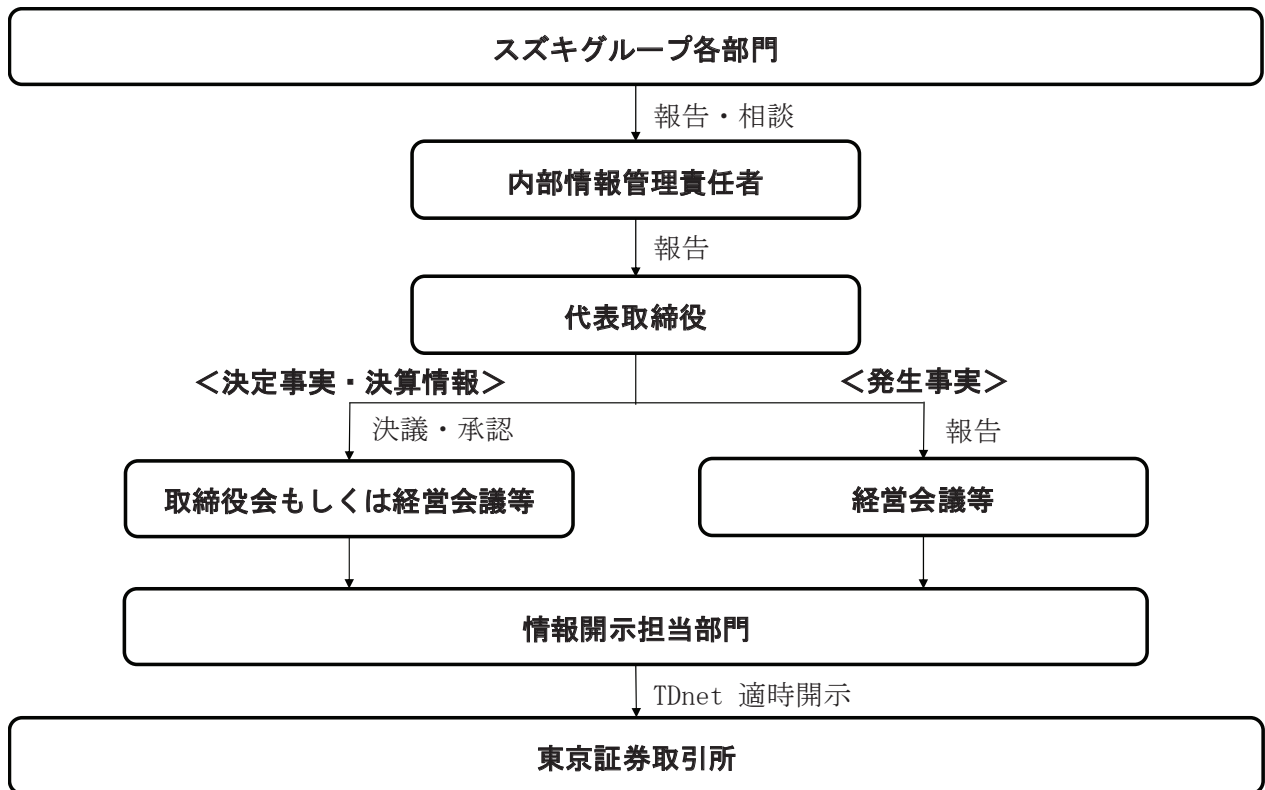 スズキグループ各部門
報告・相談
内部情報管理責任者
報告
代表取締役
＜決定事実・決算情報＞
＜発生事実＞
決議・承認
報告
取締役会もしくは経営会議等
経営会議等
情報開示担当部門
TDnet 適時開示
東京証券取引所